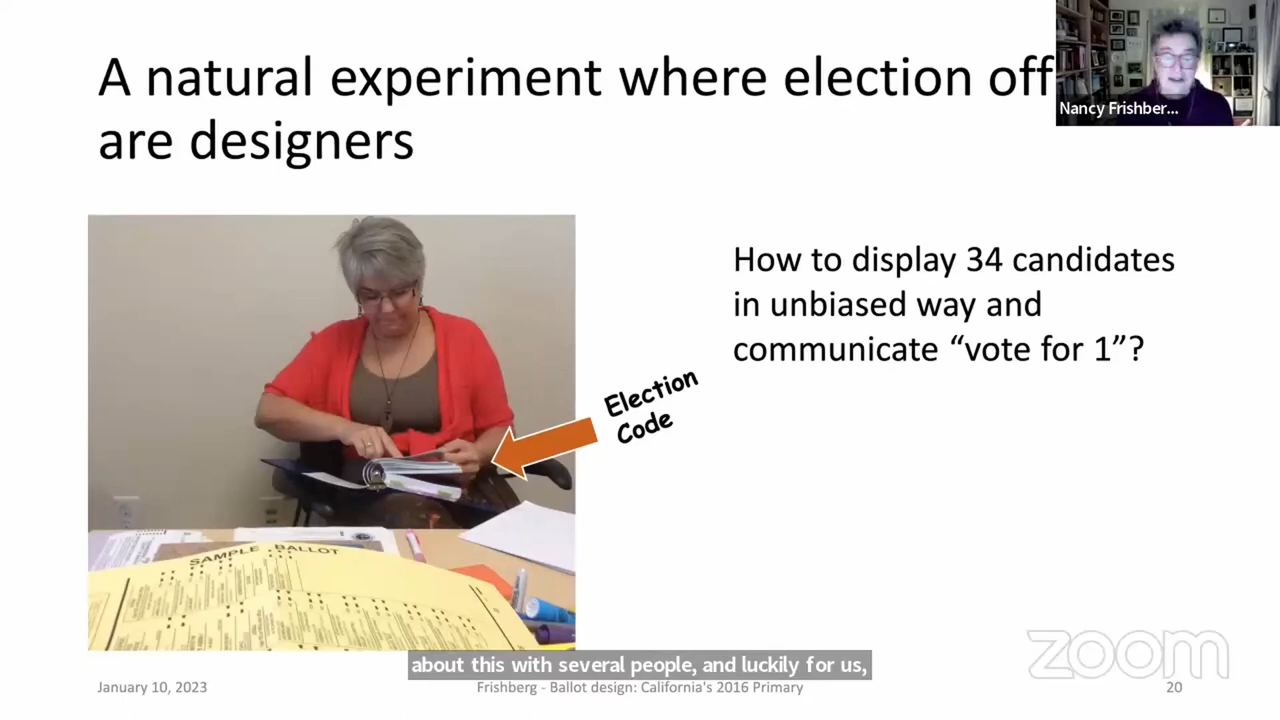 A natural experiment where election off
are designers
Nancy Frishber...
How to display 34 candidates
in unbiased way and
communicate “vote for 1”?
Election
Code
SAMPLE BALLOT
about this with several people, and luckily for us,
zoom
January 10, 2023
Frishberg - Ballot design: California's 2016 Primary
20